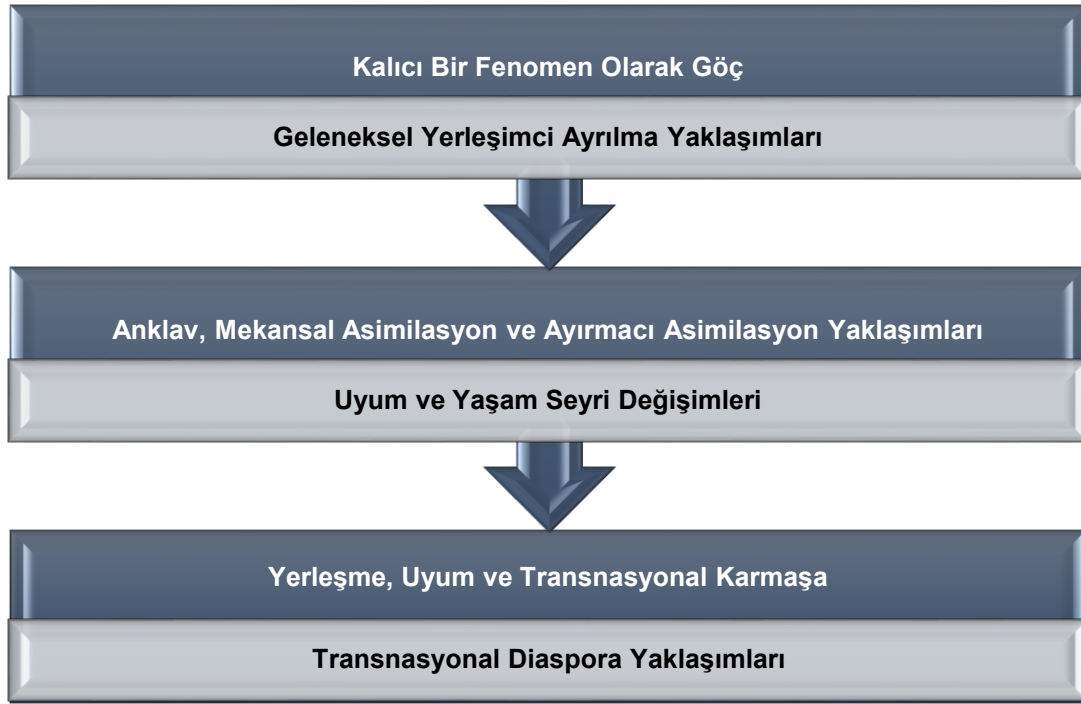 Kalıcı Bir Fenomen Olarak Göç
Geleneksel Yerleşimci Ayrılma Yaklaşımları
Anklav, Mekansal Asimilasyon ve Ayırmacı Asimilasyon Yaklaşımları
Uyum ve Yaşam Seyri Değişimleri
Yerleşme, Uyum ve Transnasyonal Karmaşa
Transnasyonal Diaspora Yaklaşımları